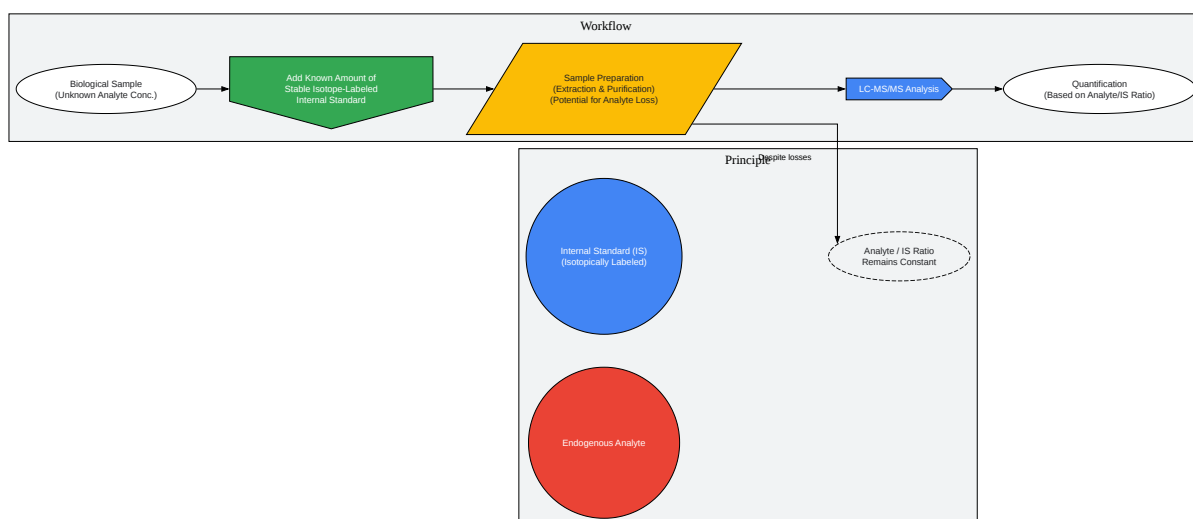 Workflow
Biological Sample
(Unknown Analyte Conc.)
Add Known Amount of
Stable Isotope-Labeled
Internal Standard
Sample Preparation
(Extraction & Purification)
(Potential for Analyte Loss)
LC-MS/MS Analysis
Quantification
(Based on Analyte/IS Ratio)
Principle
Despite losses
Internal Standard (IS)
(Isotopically Labeled)
Analyte / IS Ratio
Remains Constant
Endogenous Analyte